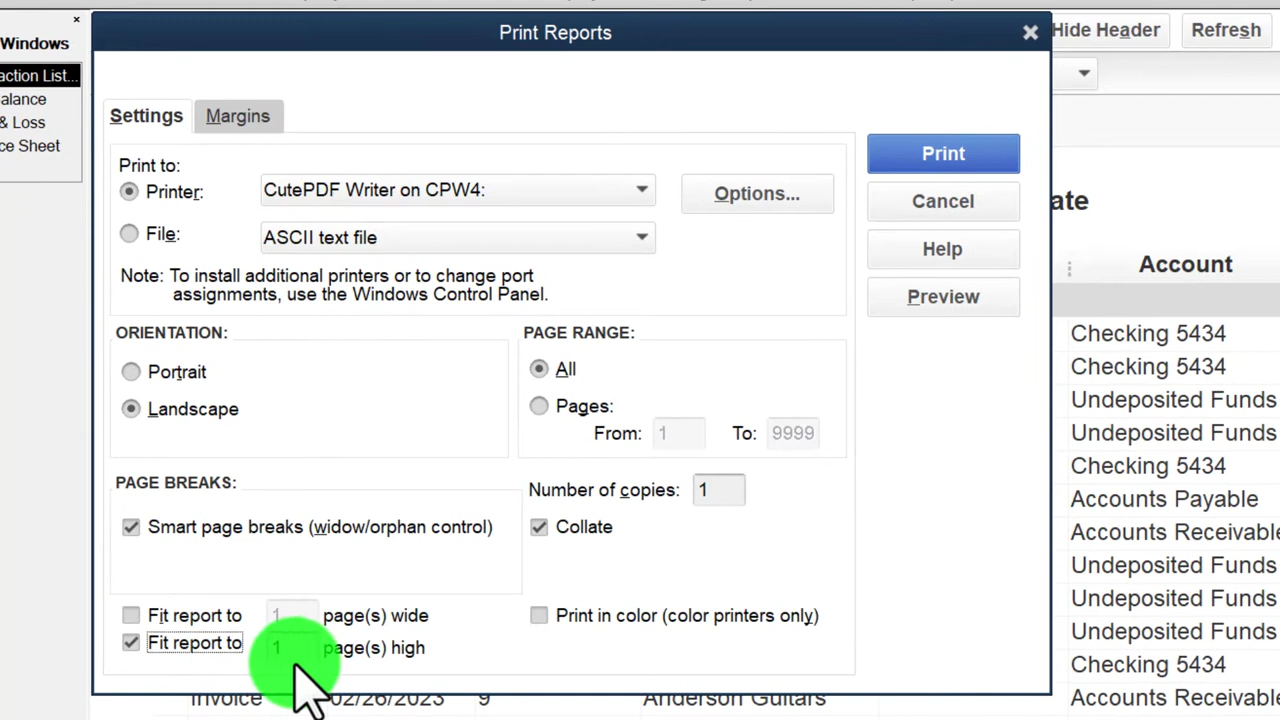 Print Reports
Hide Header
Refresh
Windows
action List...
alance
& Loss
ce Sheet
Settings
Margins
Print to:
Printer:
CutePDF Writer on CPW4:
Options...
File:
ASCII text file
Note: To install additional printers or to change port
assignments, use the Windows Control Panel.
Print
Cancel
Help
Preview
ORIENTATION:
Portrait
Landscape
PAGE RANGE:
All
Pages:
From: 1 To: 9999
PAGE BREAKS:
Smart page breaks (widow/orphan control)
Number of copies: 1
Collate
Fit report to 1 page(s) wide
Fit report to 1 page(s) high
Print in color (color printers only)
ate
Account
Checking 5434
Checking 5434
Undeposited Funds
Undeposited Funds
Checking 5434
Accounts Payable
Accounts Receivable
Undeposited Funds
Undeposited Funds
Undeposited Funds
Checking 5434
Invoice 02/26/2023 9 Anderson Guitars Accounts Receivable